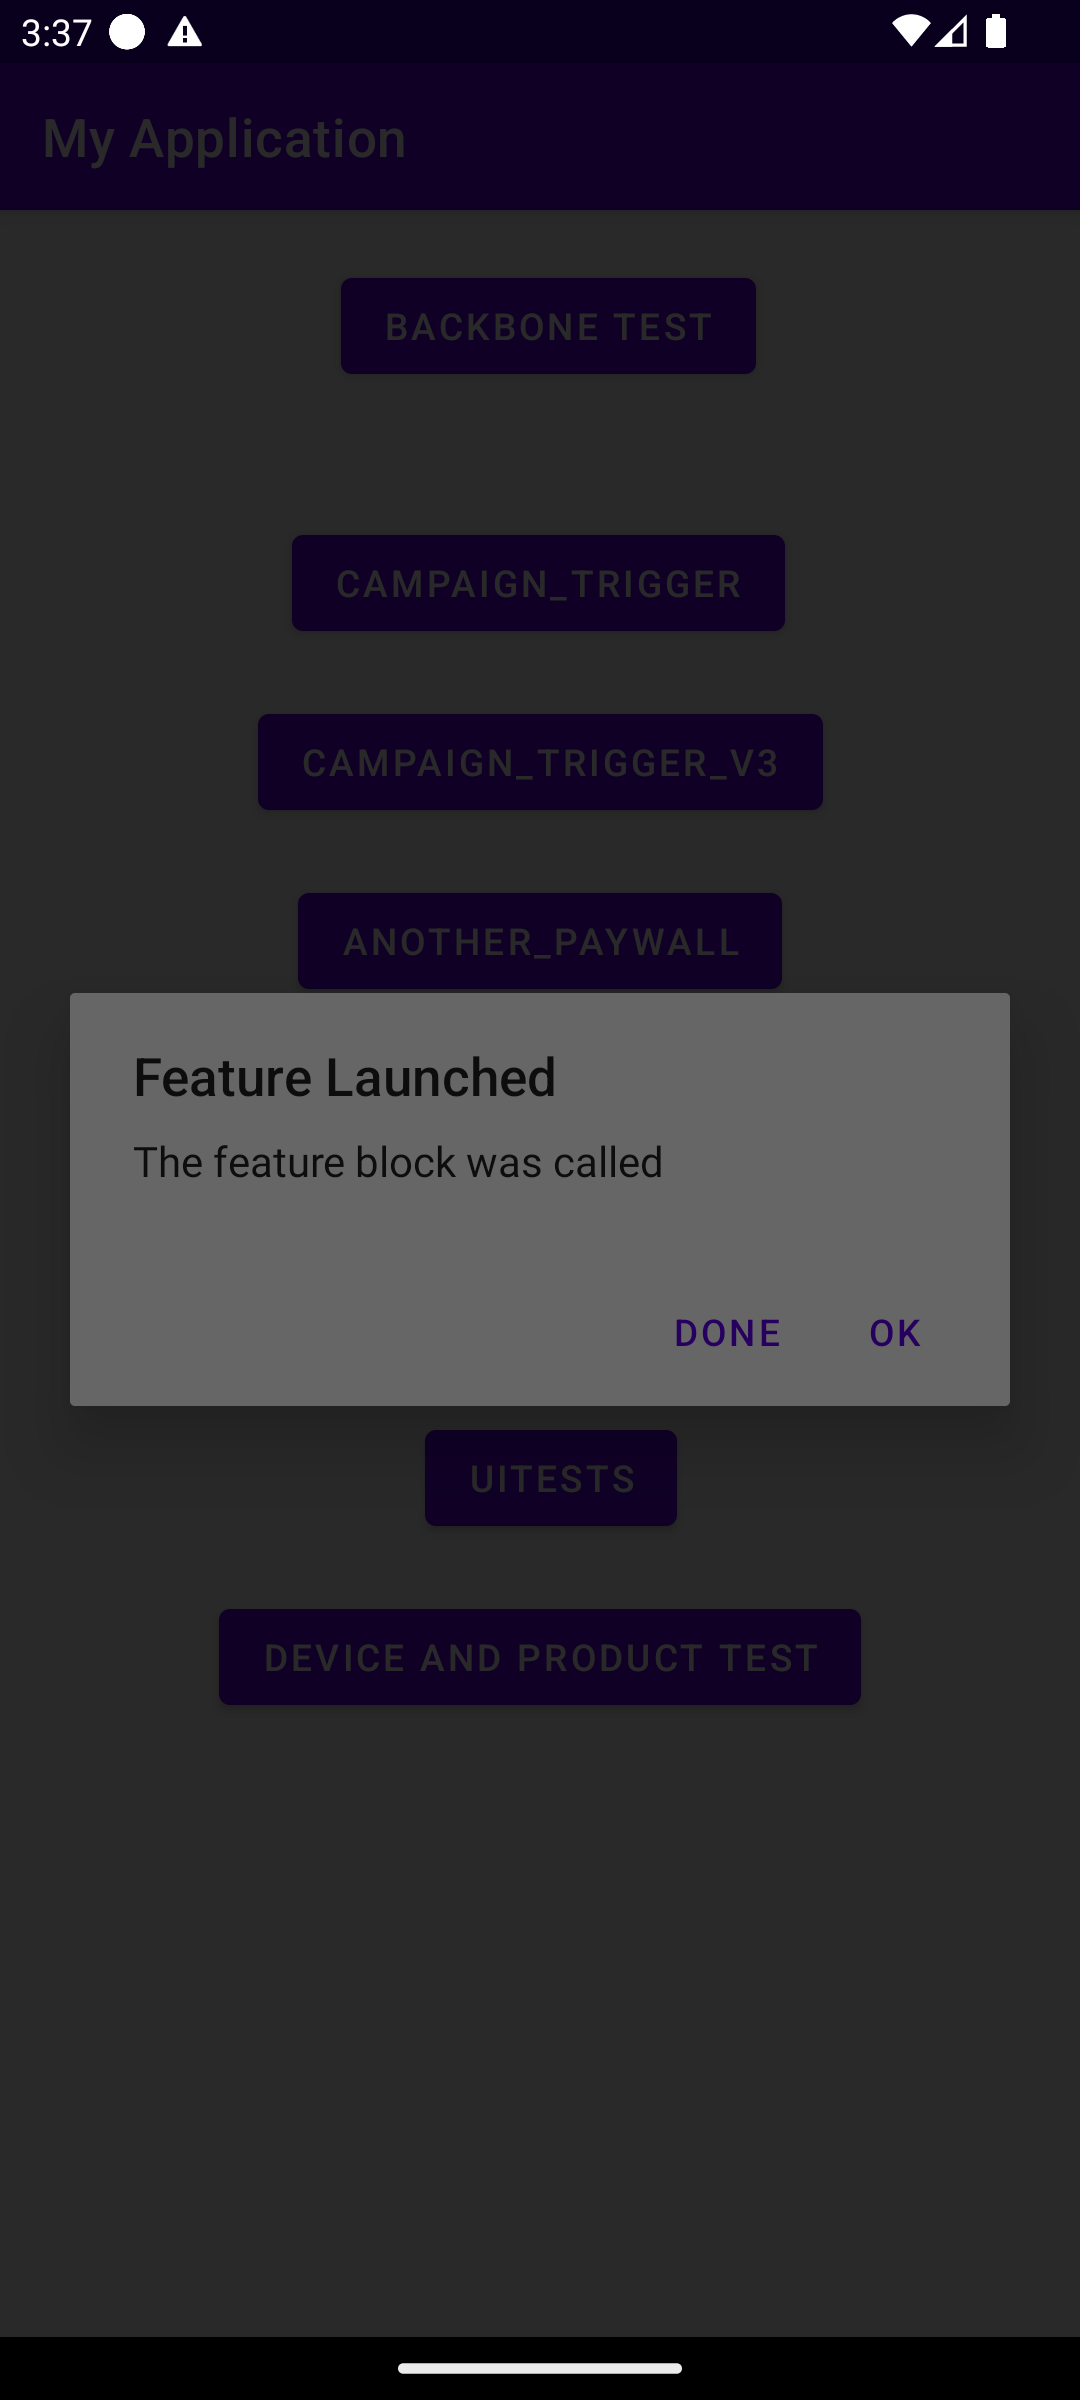 3:37
My Application
BACKBONE TEST
CAMPAIGN_TRIGGER
CAMPAIGN_TRIGGER_V3
ANOTHER_PAYWALL
Feature Launched
The feature block was called
DONE OK
UITESTS
DEVICE AND PRODUCT TEST